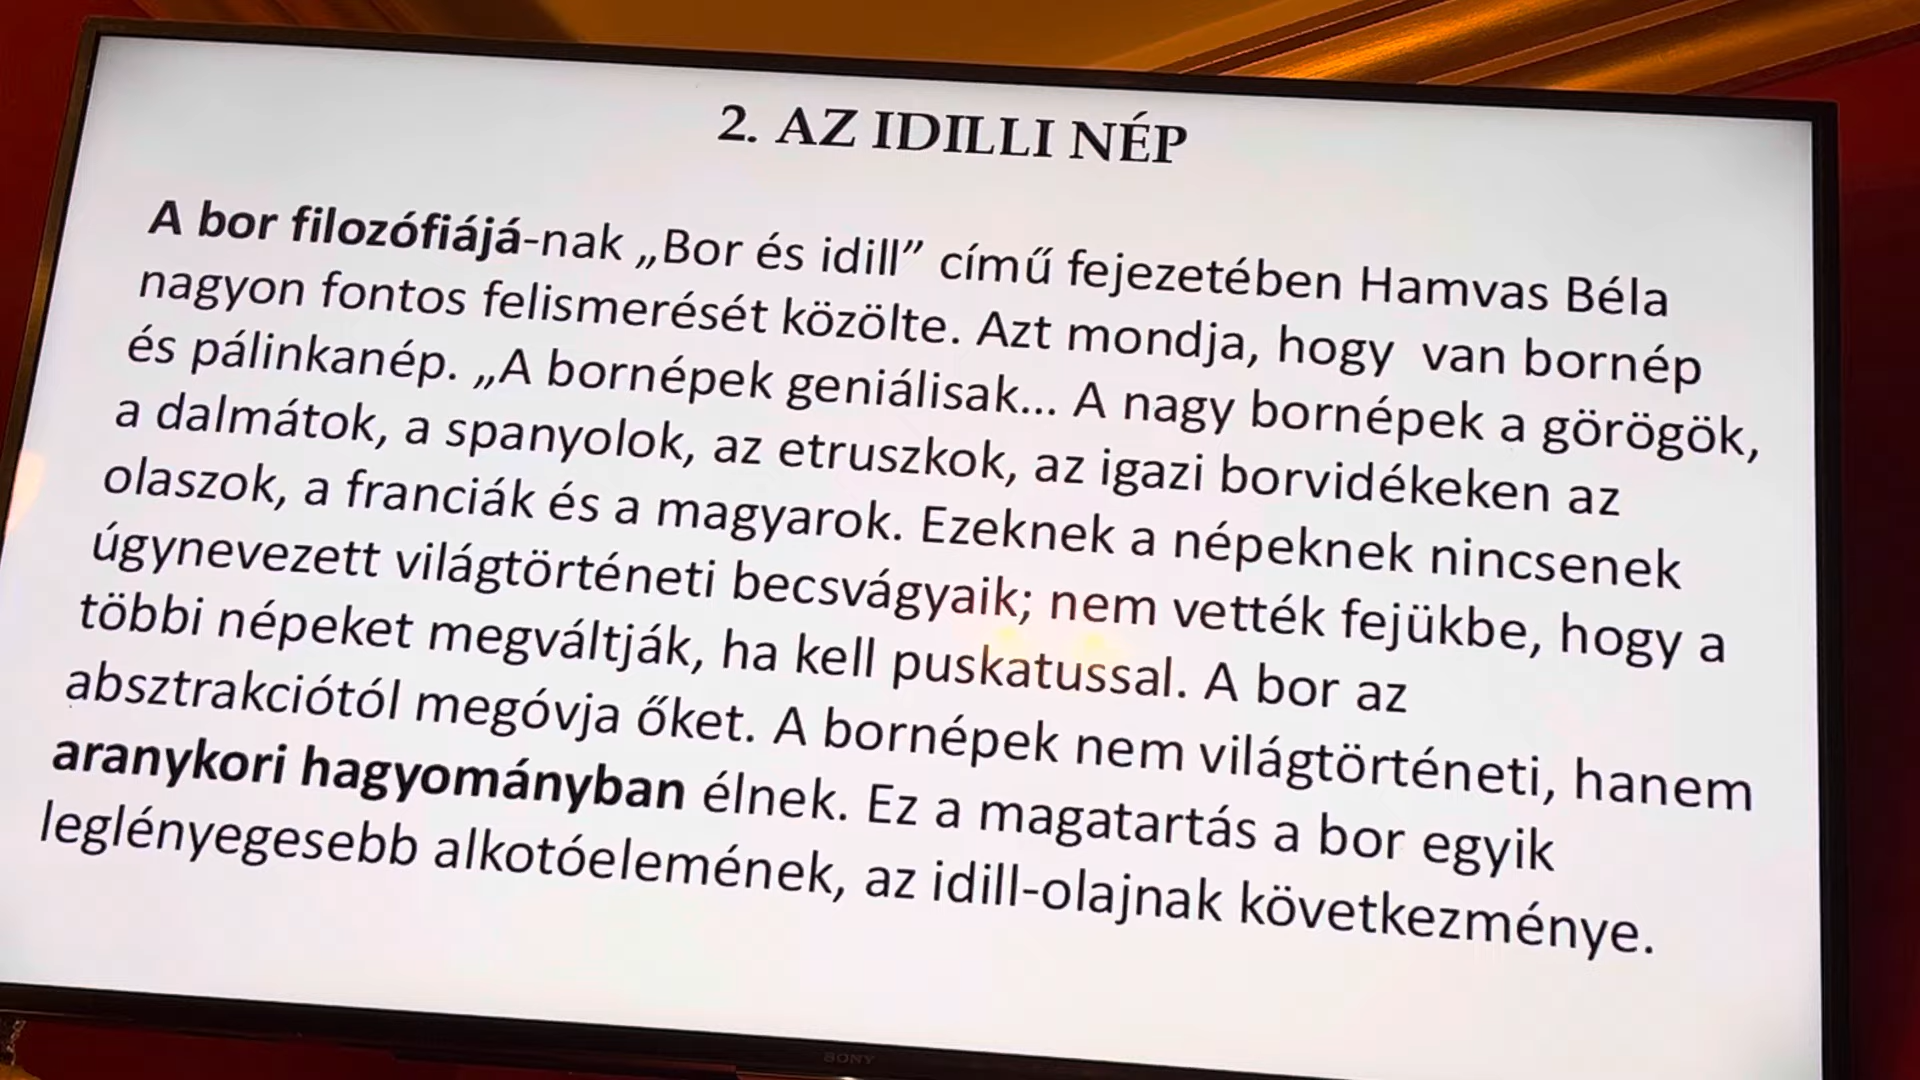 2. AZ IDILLI NÉP
A bor filozófiájá-nak „Bor és idill” című fejezetében Hamvas Béla
nagyon fontos felismerését közölte. Azt mondja, hogy van bornép
és pálinkanép. „A bornépek geniálisak... A nagy bornépek a görögök,
a dalmátok, a spanyolok, az etruszkok, az igazi borvidékeken az
olaszok, a franciák és a magyarok. Ezeknek a népeknek nincsenek
úgynevezett világtörténeti becsvágyaik; nem vették fejükbe, hogy a
többi népeket megváltják, ha kell puskatussal. A bor az
absztrakciótól megóvja őket. A bornépek nem világtörténeti, hanem
aranykori hagyományban élnek. Ez a magatartás a bor egyik
leglényegesebb alkotóelemének, az idill-olajnak következménye.
SONY